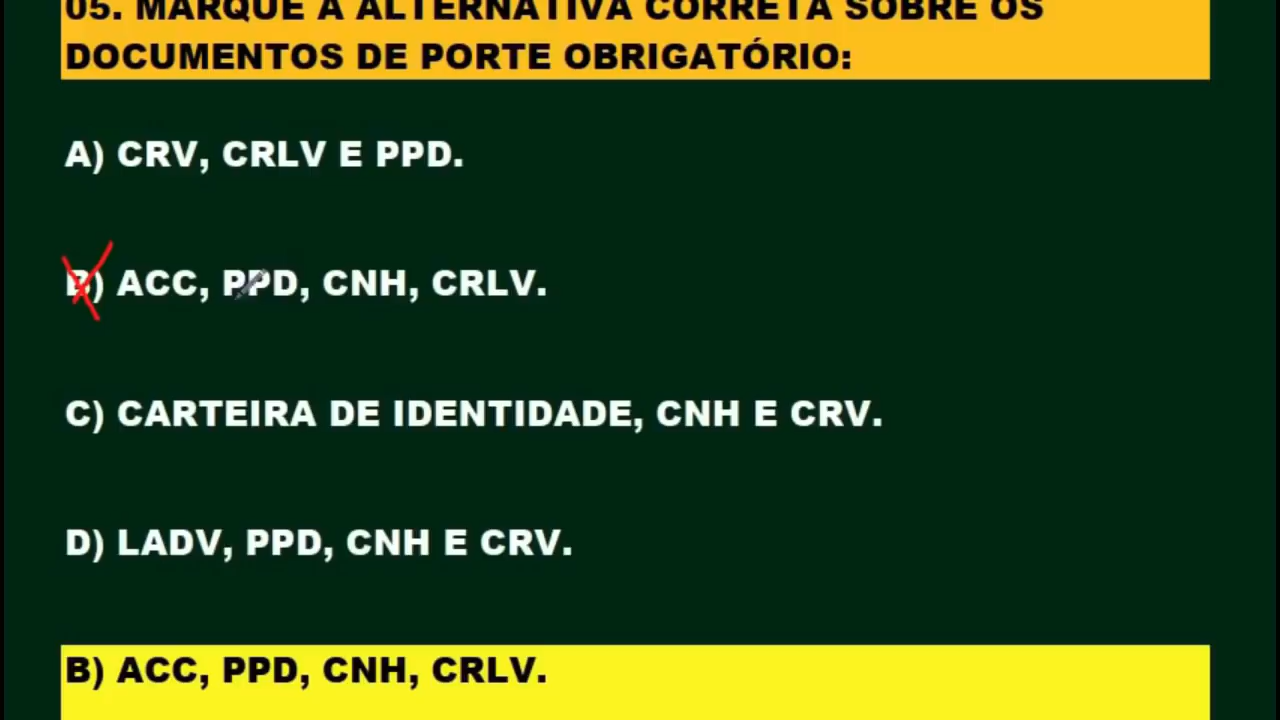 05. MARQUE A ALTERNATIVA CORRETA SOBRE OS
DOCUMENTOS DE PORTE OBRIGATÓRIO:
A) CRV, CRLV E PPD.
B) ACC, PPD, CNH, CRLV.
C) CARTEIRA DE IDENTIDADE, CNH E CRV.
D) LADV, PPD, CNH E CRV.
B) ACC, PPD, CNH, CRLV.